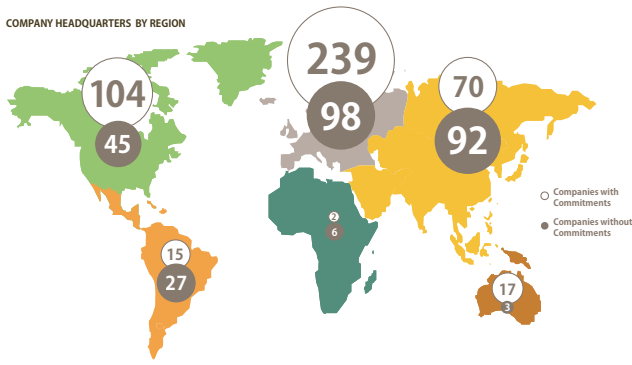 COMPANY HEADQUARTERS BY REGION
104
45
239
98
70
92
2
6
15
27
17
3
Companies with
Commitments
Companies without
Commitments